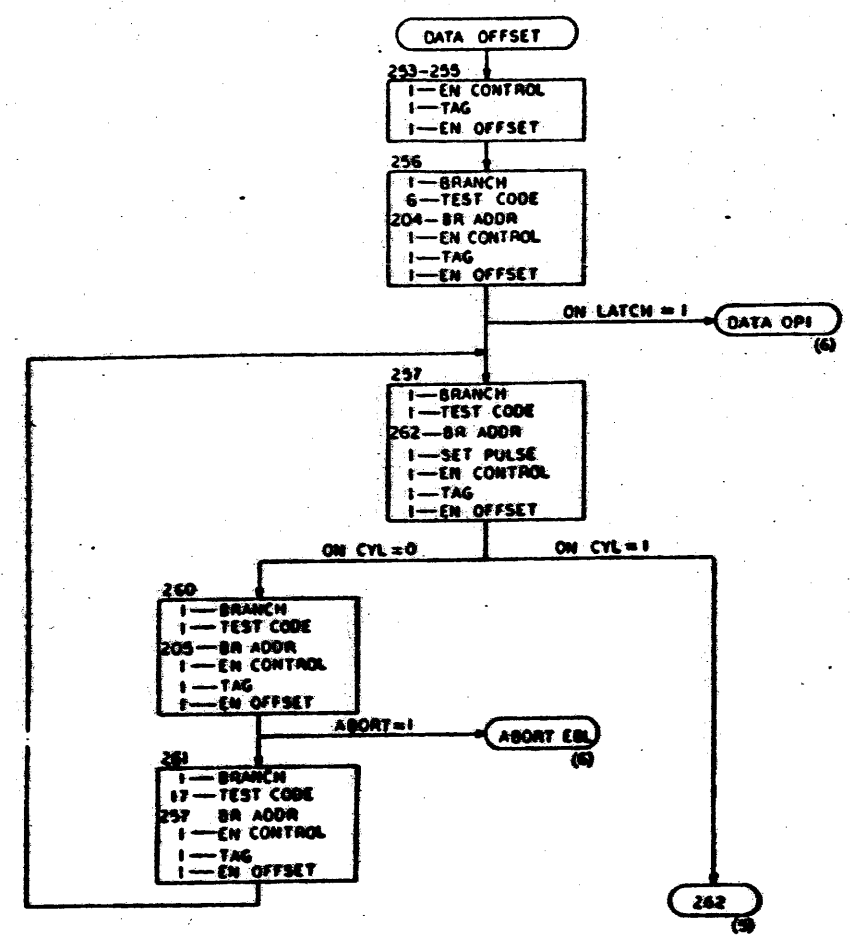 DATA OFFSET
253-255
1—EN CONTROL
1—TAG
1—EN OFFSET
256
1—BRANCH
6—TEST CODE
204—BR ADDR
1—EN CONTROL
1—TAG
1—EN OFFSET
ON LATCH = 1
DATA OPI
(6)
257
1—BRANCH
1—TEST CODE
262—BR ADDR
1—SET PULSE
1—EN CONTROL
1—TAG
1—EN OFFSET
ON CYL=0
ON CYL=1
260
1—BRANCH
1—TEST CODE
205—BR ADDR
1—EN CONTROL
1—TAG
1—EN OFFSET
ABORT=1
ABORT EBL
(6)
261
1—BRANCH
17—TEST CODE
257 BR ADDR
1—EN CONTROL
1—TAG
1—EN OFFSET
262
(5)